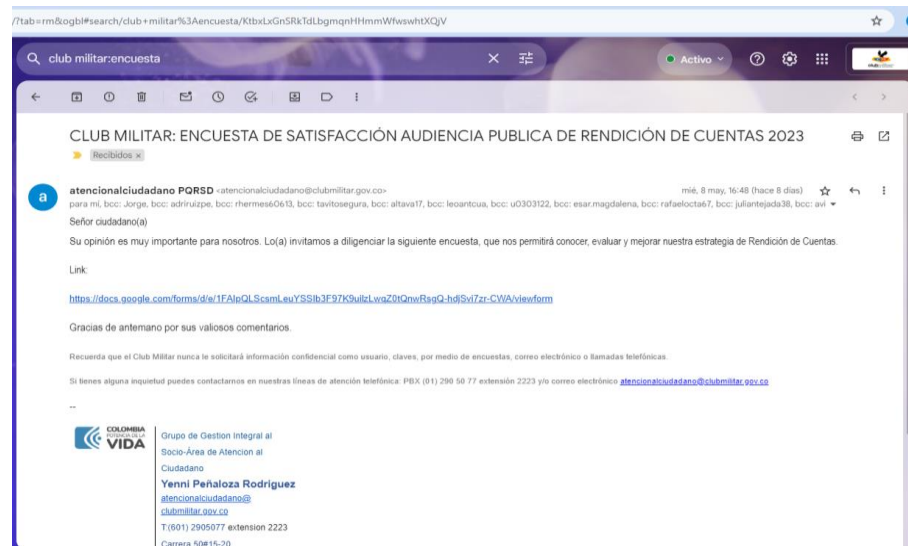 /?tab=rm&ogbl#search/club+militar%3Aencuesta/KtbxLxGnSRkTdLbgmqnHHmmWfwswhtXQjV
club militar:encuesta
Activo
CLUB MILITAR: ENCUESTA DE SATISFACCIÓN AUDIENCIA PUBLICA DE RENDICIÓN DE CUENTAS 2023
Recibidos x
a
atencionalciudadano PQRSD <atencionalciudadano@clubmilitar.gov.co>
mié, 8 may, 16:48 (hace 8 días)
para mí, bcc: Jorge, bcc: adriruizpe, bcc: rhermes60613, bcc: tavitosegura, bcc: altava17, bcc: leoantcua, bcc: u0303122, bcc: esar.magdalena, bcc: rafaelocta67, bcc: juliantejada38, bcc: avi
Señor ciudadano(a)
Su opinión es muy importante para nosotros. Lo(a) invitamos a diligenciar la siguiente encuesta, que nos permitirá conocer, evaluar y mejorar nuestra estrategia de Rendición de Cuentas.
Link:
https://docs.google.com/forms/d/e/1FAIpQLScsmLeuYSSIb3F97K9uilzLwqZ0tQnwRsgQ-hdjSvi7zr-CWA/viewform
Gracias de antemano por sus valiosos comentarios.
Recuerda que el Club Militar nunca le solicitará información confidencial como usuario, claves, por medio de encuestas, correo electrónico o llamadas telefónicas.
Si tienes alguna inquietud puedes contactarnos en nuestras líneas de atención telefónica: PBX (01) 290 50 77 extensión 2223 y/o correo electrónico atencionalciudadano@clubmilitar.gov.co
--
COLOMBIA
POTENCIA DE LA
VIDA
Grupo de Gestion Integral al
Socio-Área de Atencion al
Ciudadano
Yenni Peñaloza Rodriguez
atencionalciudadano@
clubmilitar.gov.co
T:(601) 2905077 extension 2223
Carrera 50#15-20